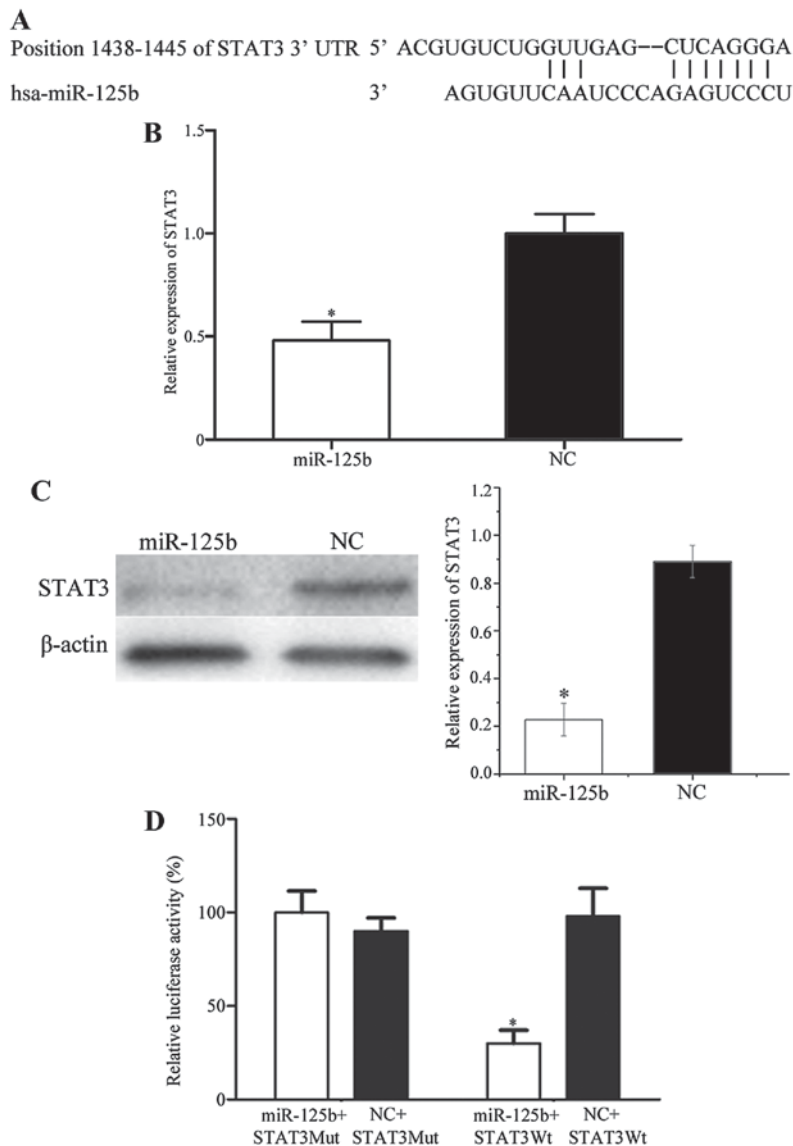 A
Position 1438-1445 of STAT3 3' UTR 5' ACGUGUCUGGUUGAG--CUCAGGGA
hsa-miR-125b 3' AGUGUUCAAUCCCAGAGUCCCU
B
Relative expression of STAT3
1.5
1.0
0.5
0
*
miR-125b NC
C
miR-125b NC
STAT3
β-actin
Relative expression of STAT3
1.2
1.0
0.8
0.6
0.4
0.2
0.0
*
miR-125b NC
D
Relative luciferase activity (%)
150
100
50
0
*
miR-125b+ NC+ miR-125b+ NC+
STAT3Mut STAT3Mut STAT3Wt STAT3Wt